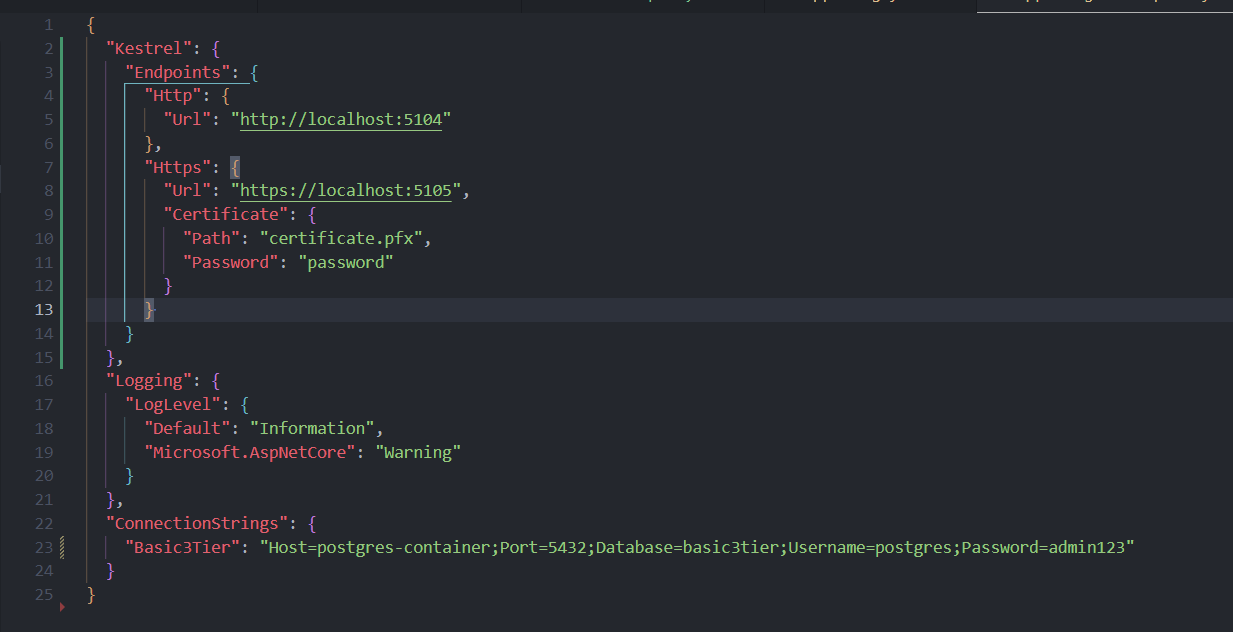 1 {
2 "Kestrel": {
3 "Endpoints": {
4 "Http": {
5 "Url": "http://localhost:5104"
6 },
7 "Https": {
8 "Url": "https://localhost:5105",
9 "Certificate": {
10 "Path": "certificate.pfx",
11 "Password": "password"
12 }
13 }
14 }
15 },
16 "Logging": {
17 "LogLevel": {
18 "Default": "Information",
19 "Microsoft.AspNetCore": "Warning"
20 }
21 },
22 "ConnectionStrings": {
23 "Basic3Tier": "Host=postgres-container;Port=5432;Database=basic3tier;Username=postgres;Password=admin123"
24 }
25 }